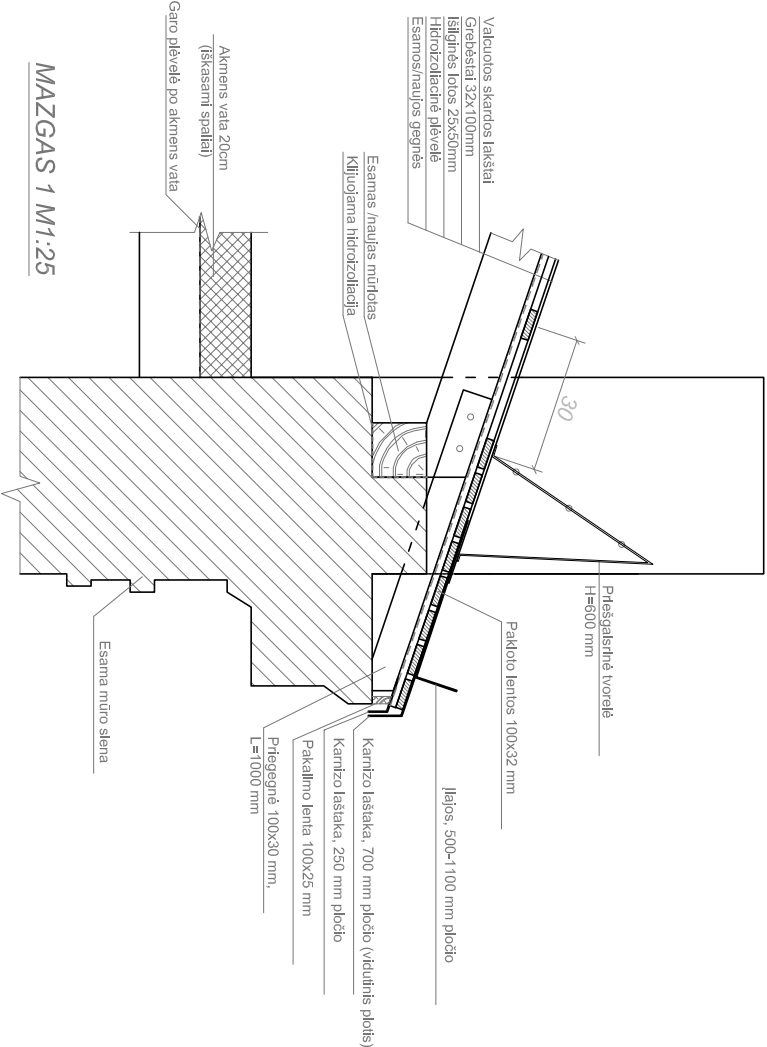 Valcuotos skardos lakštai
Grebėstai 32x100mm
Išilginės lotos 25x50mm
Hidroizoliacinė plėvelė
Esamos/naujos gegnės
Esamas /naujas mūrlotas
Klijuojama hidroizoliacija
Akmens vata 20cm
(iškasami spaliai)
Garo plėvelė po akmens vata
MAZGAS 1 M1:25
30
Priešgaisrinė tvorelė
H=600 mm
Pakloto lentos 100x32 mm
Įlajos, 500-1100 mm pločio
Karnizo laštaka, 700 mm pločio (vidutinis plotis)
Karnizo laštaka, 250 mm pločio
Pakalimo lenta 100x25 mm
Priegegnė 100x30 mm,
L=1000 mm
Esama mūro siena